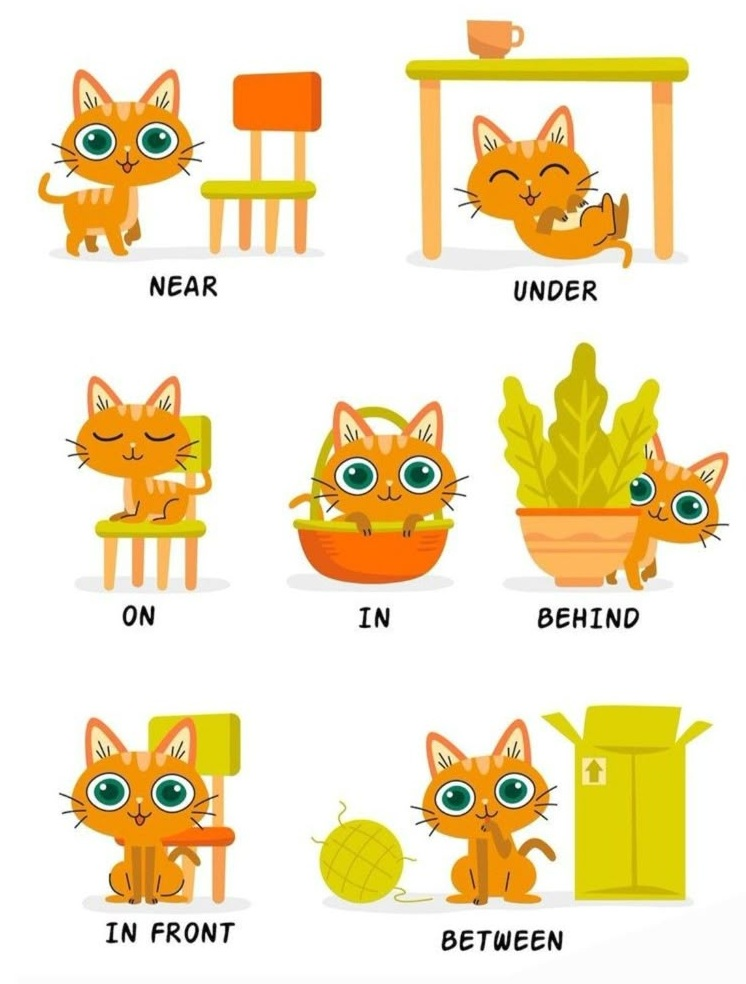 NEAR
UNDER
ON
IN
BEHIND
IN FRONT
BETWEEN